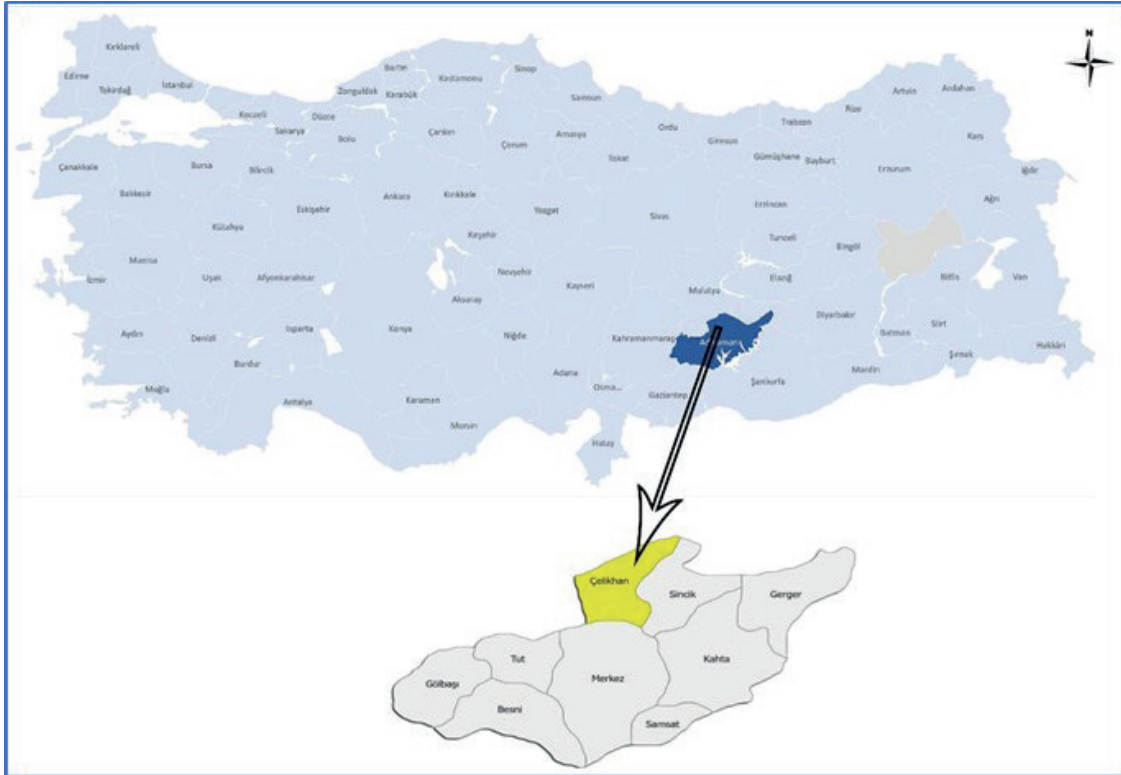 N
Kırklareli
Edirne
Tekirdağ
İstanbul
Kocaeli
Sakarya
Düzce
Zonguldak
Bartın
Karabük
Kastamonu
Sinop
Samsun
Ordu
Giresun
Trabzon
Rize
Artvin
Ardahan
Kars
Iğdır
Çanakkale
Balıkesir
Bursa
Bilecik
Bolu
Çankırı
Çorum
Amasya
Tokat
Gümüşhane
Bayburt
Erzurum
Ağrı
Kütahya
Eskişehir
Ankara
Kırıkkale
Yozgat
Sivas
Erzincan
Tunceli
Bingöl
Manisa
İzmir
Uşak
Afyonkarahisar
Kırşehir
Nevşehir
Aksaray
Kayseri
Malatya
Elazığ
Bitlis
Van
Aydın
Denizli
Isparta
Konya
Niğde
Kahramanmaraş
Diyarbakır
Batman
Siirt
Şırnak
Hakkâri
Muğla
Burdur
Antalya
Karaman
Adana
Osma...
Gaziantep
Şanlıurfa
Mardin
Hatay
Çelikhan
Sincik
Gerger
Tut
Merkez
Kahta
Gölbaşı
Besni
Samsat